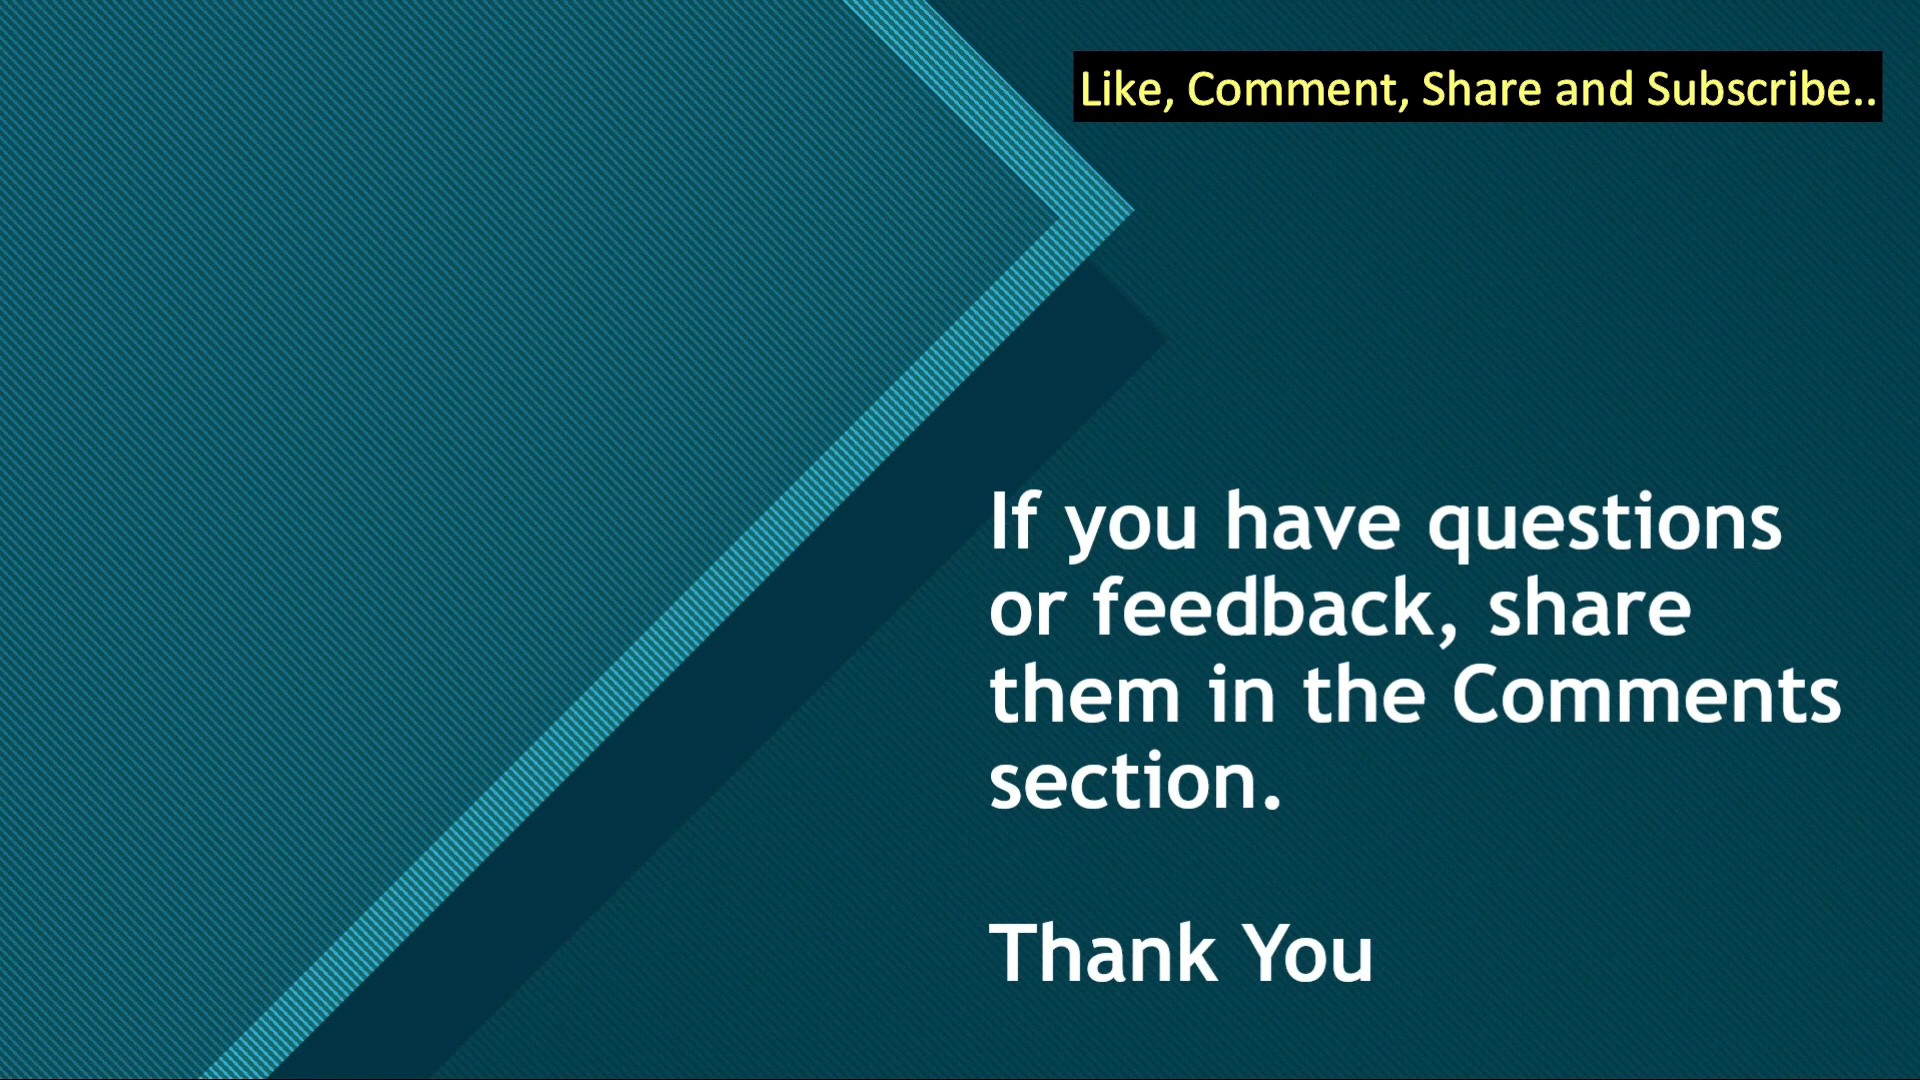 Like, Comment, Share and Subscribe..
If you have questions
or feedback, share
them in the Comments
section.
Thank You